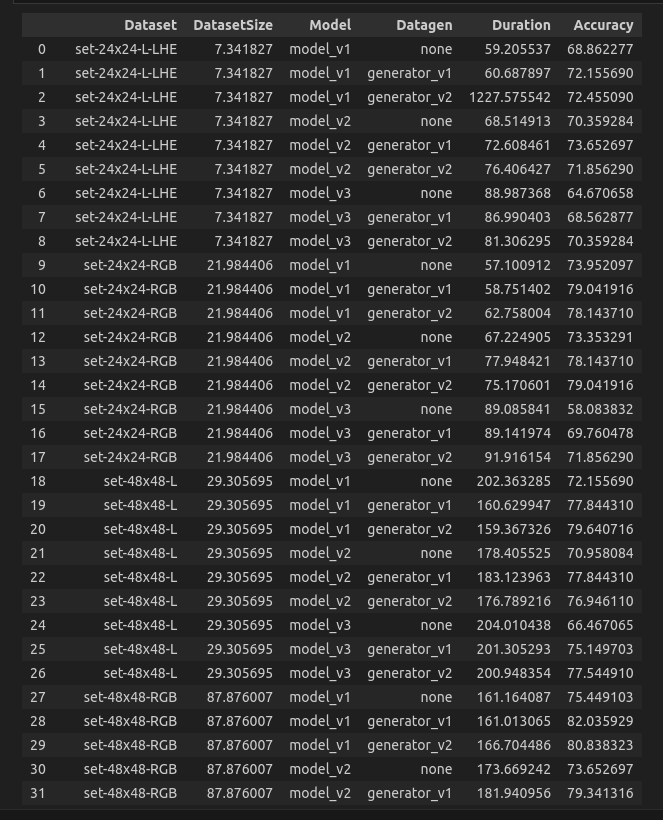 Dataset DatasetSize Model Datagen Duration Accuracy
0 set-24x24-L-LHE 7.341827 model_v1 none 59.205537 68.862277
1 set-24x24-L-LHE 7.341827 model_v1 generator_v1 60.687897 72.155690
2 set-24x24-L-LHE 7.341827 model_v1 generator_v2 1227.575542 72.455090
3 set-24x24-L-LHE 7.341827 model_v2 none 68.514913 70.359284
4 set-24x24-L-LHE 7.341827 model_v2 generator_v1 72.608461 73.652697
5 set-24x24-L-LHE 7.341827 model_v2 generator_v2 76.406427 71.856290
6 set-24x24-L-LHE 7.341827 model_v3 none 88.987368 64.670658
7 set-24x24-L-LHE 7.341827 model_v3 generator_v1 86.990403 68.562877
8 set-24x24-L-LHE 7.341827 model_v3 generator_v2 81.306295 70.359284
9 set-24x24-RGB 21.984406 model_v1 none 57.100912 73.952097
10 set-24x24-RGB 21.984406 model_v1 generator_v1 58.751402 79.041916
11 set-24x24-RGB 21.984406 model_v1 generator_v2 62.758004 78.143710
12 set-24x24-RGB 21.984406 model_v2 none 67.224905 73.353291
13 set-24x24-RGB 21.984406 model_v2 generator_v1 77.948421 78.143710
14 set-24x24-RGB 21.984406 model_v2 generator_v2 75.170601 79.041916
15 set-24x24-RGB 21.984406 model_v3 none 89.085841 58.083832
16 set-24x24-RGB 21.984406 model_v3 generator_v1 89.141974 69.760478
17 set-24x24-RGB 21.984406 model_v3 generator_v2 91.916154 71.856290
18 set-48x48-L 29.305695 model_v1 none 202.363285 72.155690
19 set-48x48-L 29.305695 model_v1 generator_v1 160.629947 77.844310
20 set-48x48-L 29.305695 model_v1 generator_v2 159.367326 79.640716
21 set-48x48-L 29.305695 model_v2 none 178.405525 70.958084
22 set-48x48-L 29.305695 model_v2 generator_v1 183.123963 77.844310
23 set-48x48-L 29.305695 model_v2 generator_v2 176.789216 76.946110
24 set-48x48-L 29.305695 model_v3 none 204.010438 66.467065
25 set-48x48-L 29.305695 model_v3 generator_v1 201.305293 75.149703
26 set-48x48-L 29.305695 model_v3 generator_v2 200.948354 77.544910
27 set-48x48-RGB 87.876007 model_v1 none 161.164087 75.449103
28 set-48x48-RGB 87.876007 model_v1 generator_v1 161.013065 82.035929
29 set-48x48-RGB 87.876007 model_v1 generator_v2 166.704486 80.838323
30 set-48x48-RGB 87.876007 model_v2 none 173.669242 73.652697
31 set-48x48-RGB 87.876007 model_v2 generator_v1 181.940956 79.341316